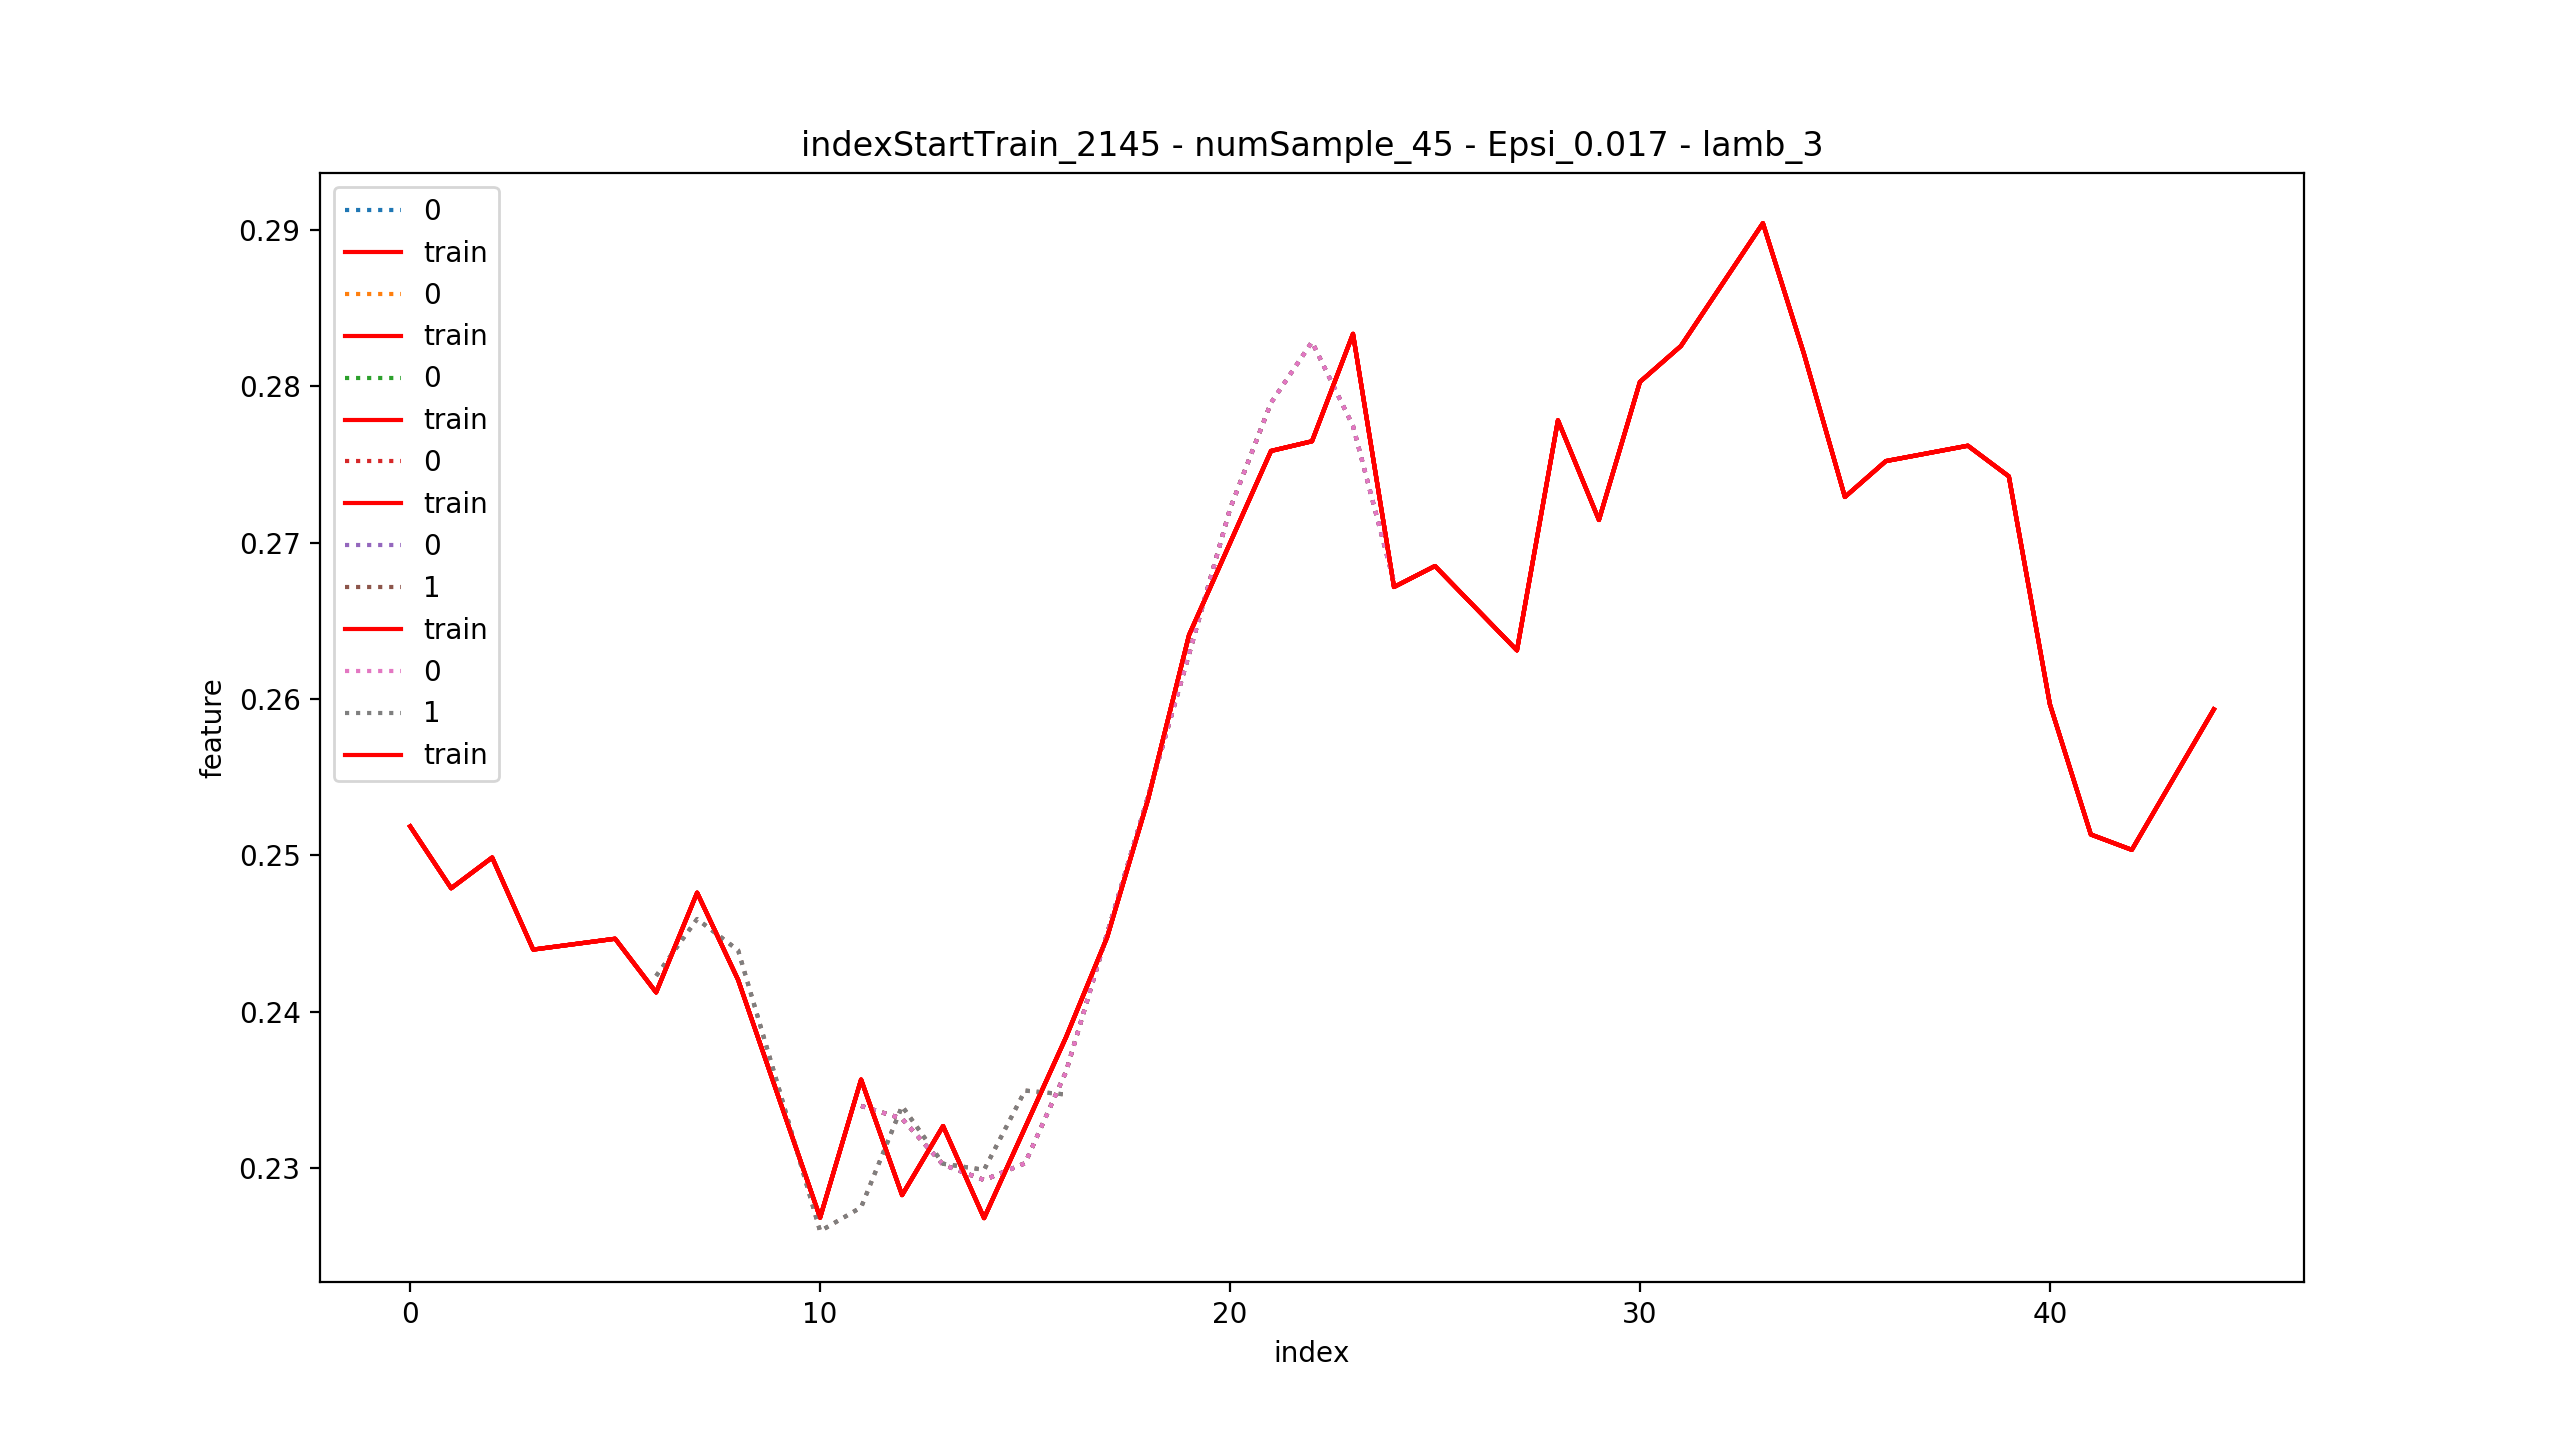 indexStartTrain_2145 - numSample_45 - Epsi_0.017 - lamb_3
0
train
0
train
0
train
0
train
0
1
train
0
1
train
0.29
0.28
0.27
0.26
0.25
0.24
0.23
feature
0 10 20 30 40
index